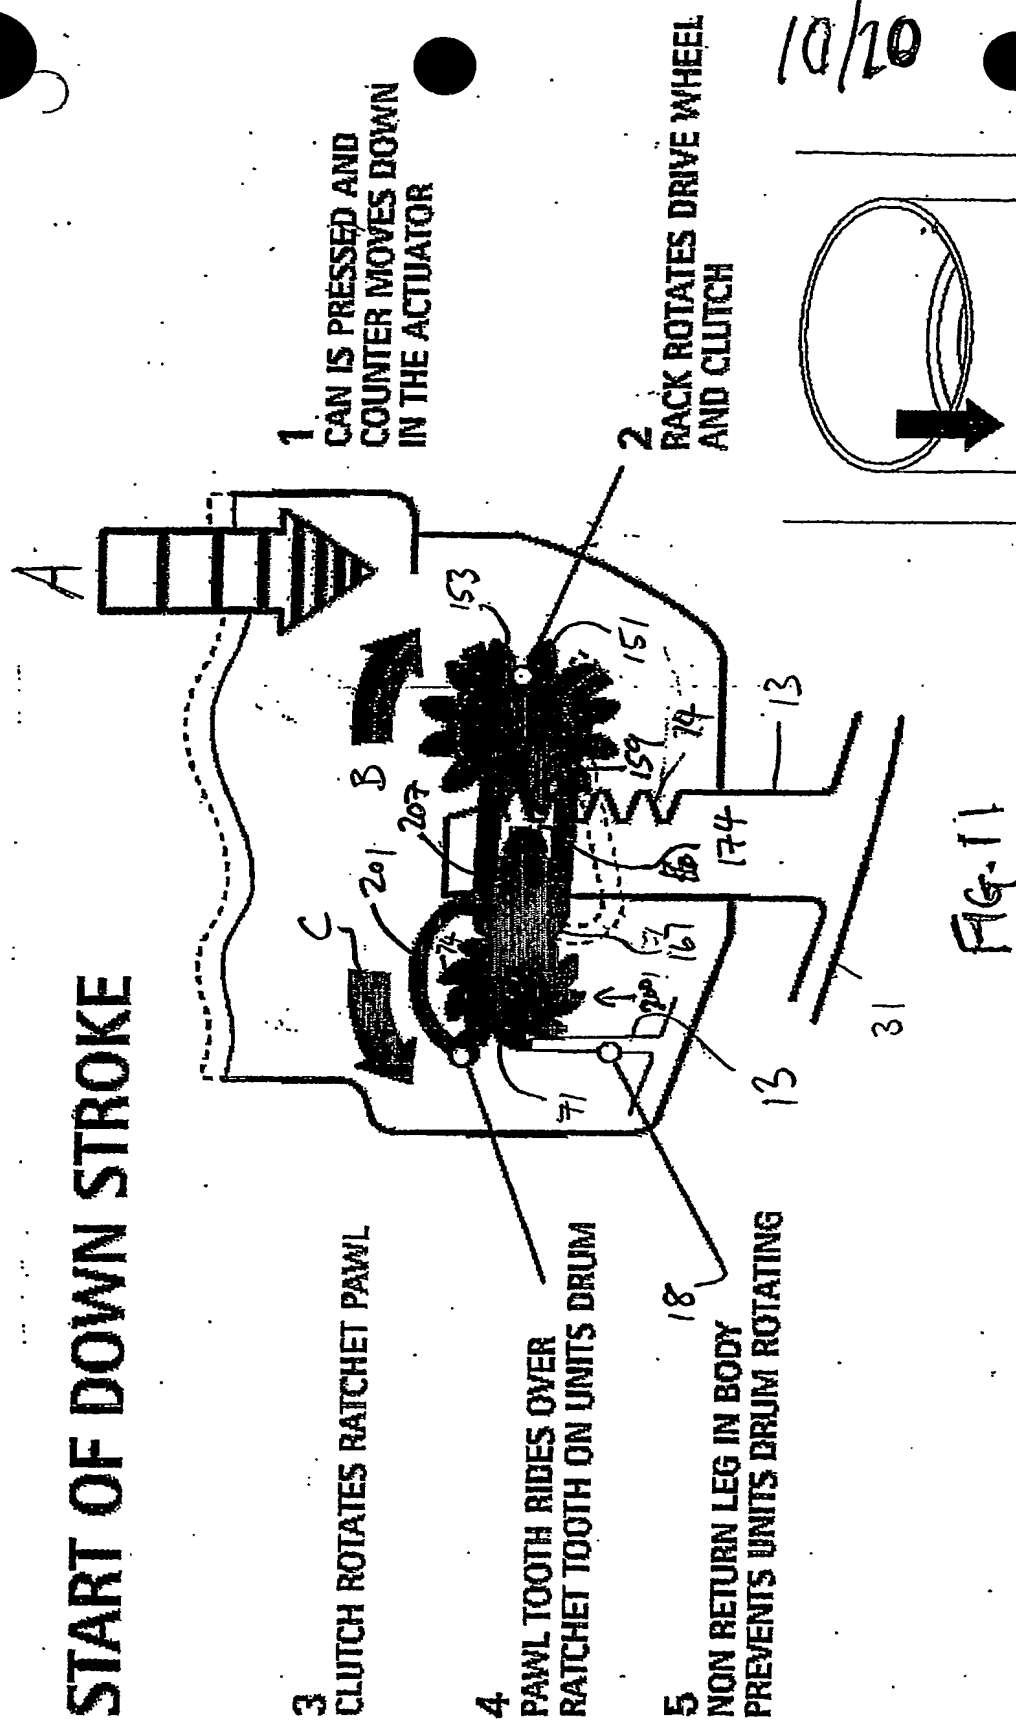 START OF DOWN STROKE
10/20
A
1
CAN IS PRESSED AND
COUNTER MOVES DOWN
IN THE ACTUATOR
2
RACK ROTATES DRIVE WHEEL
AND CLUTCH
3
CLUTCH ROTATES RATCHET PAWL
4
PAWL TOOTH RIDES OVER
RATCHET TOOTH ON UNITS DRUM
5
NON RETURN LEG IN BODY
PREVENTS UNITS DRUM ROTATING
B
C
153
151
159
74
13
207
201
74
174
167
71
13
18
31
FIG. 11